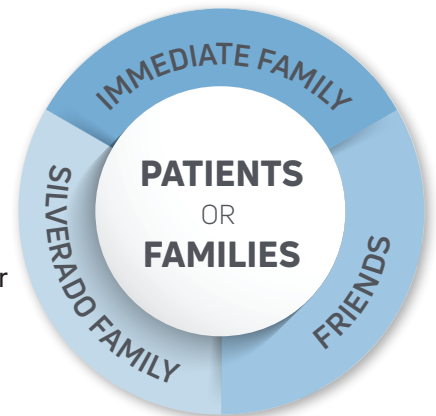 IMMEDIATE FAMILY
PATIENTS
OR
FAMILIES
SILVERADO FAMILY
FRIENDS
r